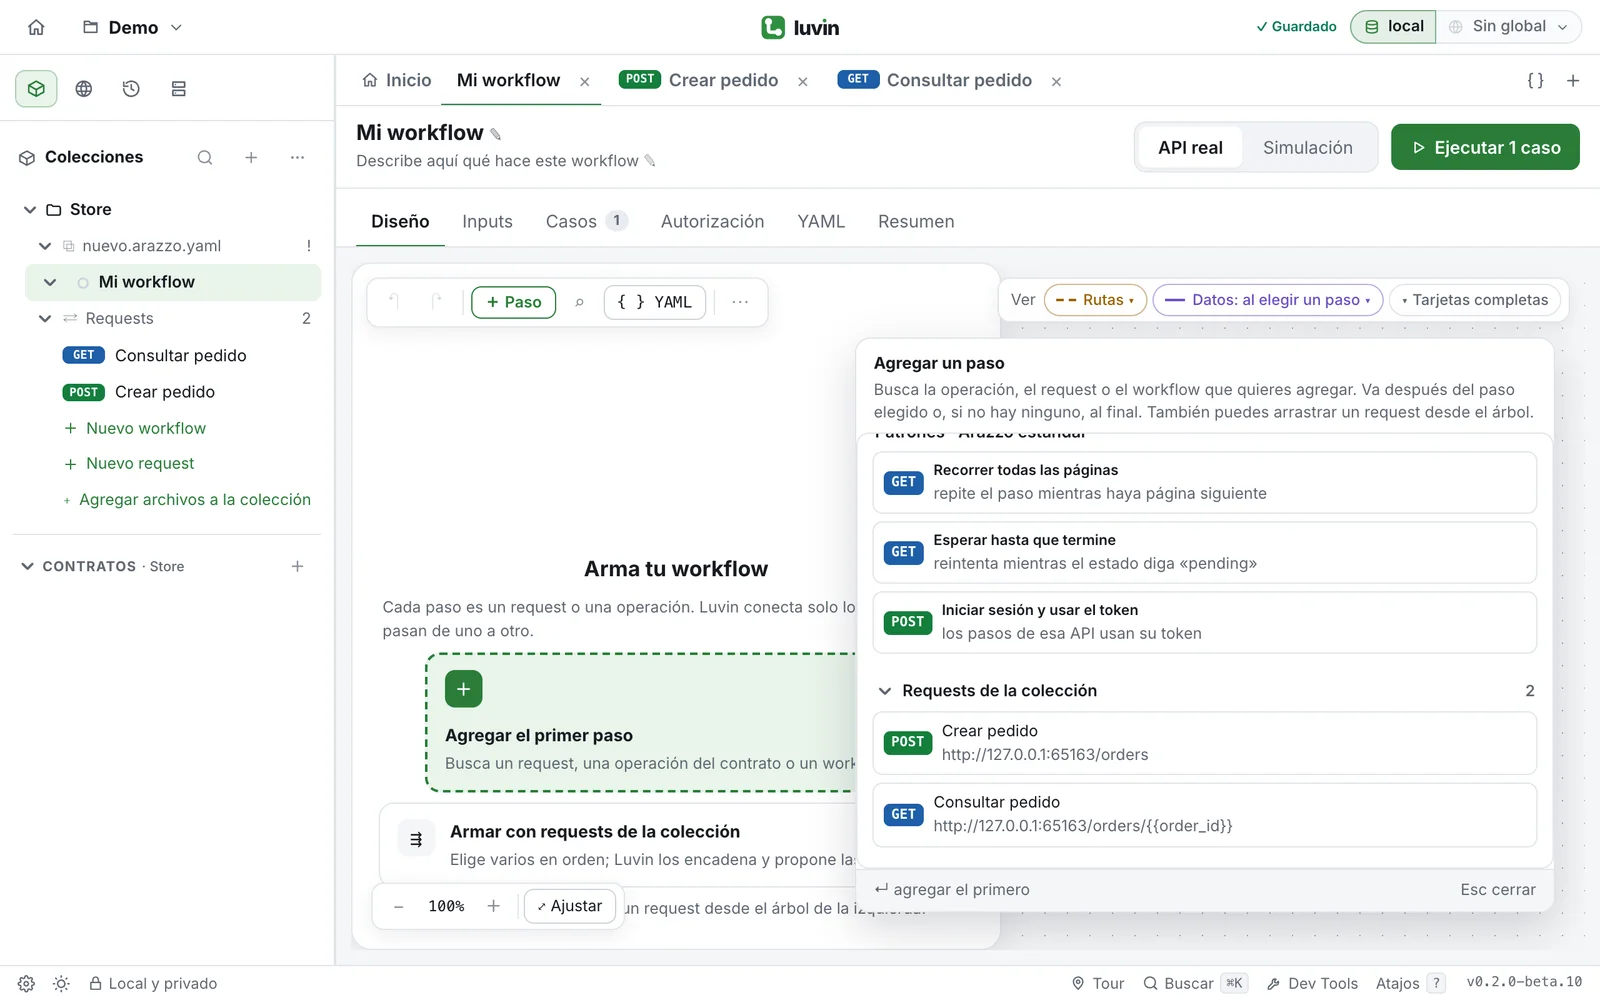 Demo
luvin
Guardado
local
Sin global
Inicio
Mi workflow
POST Crear pedido
GET Consultar pedido
{ }
Colecciones
Mi workflow
Describe aquí qué hace este workflow
API real
Simulación
Ejecutar 1 caso
Store
nuevo.arazzo.yaml !
Mi workflow
Requests 2
GET Consultar pedido
POST Crear pedido
+ Nuevo workflow
+ Nuevo request
+ Agregar archivos a la colección
CONTRATOS · Store
Diseño
Inputs
Casos 1
Autorización
YAML
Resumen
+ Paso
{ } YAML
Ver
Rutas
Datos: al elegir un paso
Tarjetas completas
Arma tu workflow
Cada paso es un request o una operación. Luvin conecta solo lo
pasan de uno a otro.
Agregar el primer paso
Busca un request, una operación del contrato o un work
Armar con requests de la colección
Elige varios en orden; Luvin los encadena y propone la
un request desde el árbol de la izquierda.
− 100% +
Ajustar
Agregar un paso
Busca la operación, el request o el workflow que quieres agregar. Va después del paso
elegido o, si no hay ninguno, al final. También puedes arrastrar un request desde el árbol.
Patrones · Arazzo estándar
GET Recorrer todas las páginas
repite el paso mientras haya página siguiente
GET Esperar hasta que termine
reintenta mientras el estado diga «pending»
POST Iniciar sesión y usar el token
los pasos de esa API usan su token
Requests de la colección 2
POST Crear pedido
http://127.0.0.1:65163/orders
GET Consultar pedido
http://127.0.0.1:65163/orders/{{order_id}}
↵ agregar el primero
Esc cerrar
Local y privado
Tour
Buscar ⌘K
Dev Tools
Atajos ?
v0.2.0-beta.10